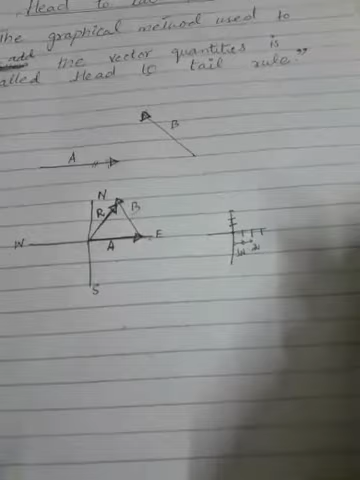 Head to
The graphical method used to
add the vector quantities is
called Head to tail rule."
B
A
N
R B
W E
A
S